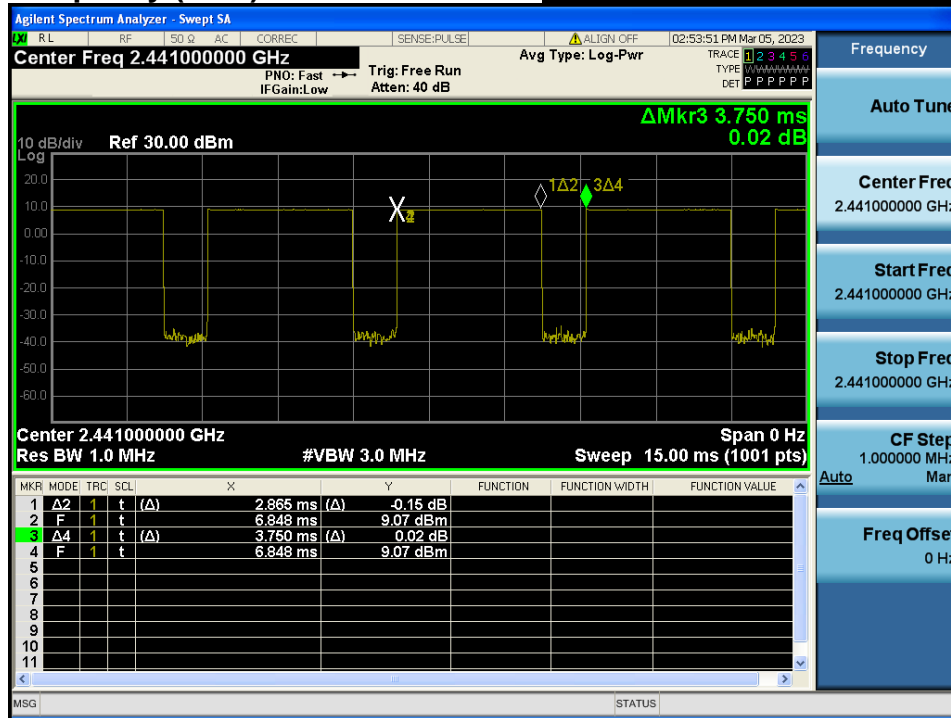 Agilent Spectrum Analyzer - Swept SA
LXI RL RF 50 Ω AC CORREC SENSE:PULSE ALIGN OFF 02:53:51 PM Mar 05, 2023
Center Freq 2.441000000 GHz
PNO: Fast
IFGain:Low
Trig: Free Run
Atten: 40 dB
Avg Type: Log-Pwr
TRACE 1 2 3 4 5 6
TYPE
DET P P P P P P
ΔMkr3 3.750 ms
0.02 dB
10 dB/div Ref 30.00 dBm
Log
20.0
10.0
0.00
-10.0
-20.0
-30.0
-40.0
-50.0
-60.0
1Δ2 3Δ4
Center 2.441000000 GHz Span 0 Hz
Res BW 1.0 MHz #VBW 3.0 MHz Sweep 15.00 ms (1001 pts)
MKR MODE TRC SCL X Y FUNCTION FUNCTION WIDTH FUNCTION VALUE
1 Δ2 1 t (Δ) 2.865 ms (Δ) -0.15 dB
2 F 1 t 6.848 ms 9.07 dBm
3 Δ4 1 t (Δ) 3.750 ms (Δ) 0.02 dB
4 F 1 t 6.848 ms 9.07 dBm
5
6
7
8
9
10
11
MSG STATUS
Frequency
Auto Tune
Center Freq
2.441000000 GHz
Start Freq
2.441000000 GHz
Stop Freq
2.441000000 GHz
CF Step
1.000000 MHz
Auto Man
Freq Offset
0 Hz